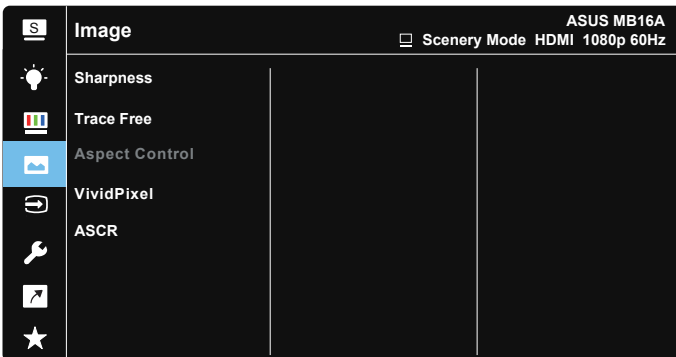 S
Image
ASUS MB16A
Scenery Mode HDMI 1080p 60Hz
Sharpness
Trace Free
Aspect Control
VividPixel
ASCR